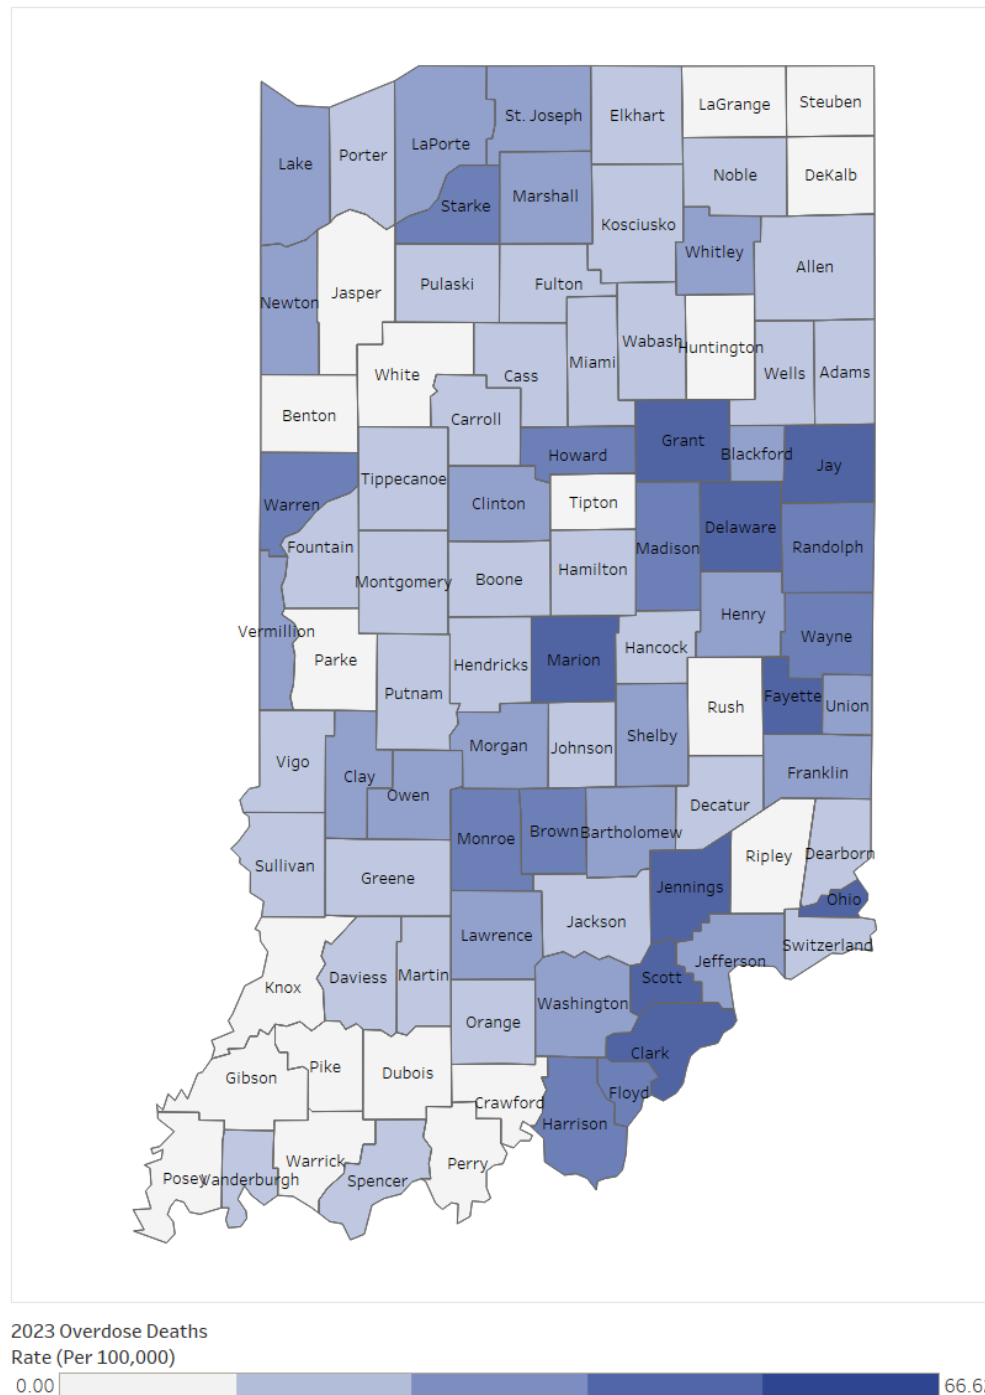 LaGrange
Steuben
St. Joseph
Elkhart
LaPorte
Lake
Porter
Noble
DeKalb
Marshall
Starke
Kosciusko
Whitley
Allen
Pulaski
Fulton
Jasper
Newton
Wabash
Huntington
Miami
White
Cass
Wells
Adams
Benton
Carroll
Grant
Howard
Blackford
Jay
Tippecanoe
Warren
Clinton
Tipton
Delaware
Fountain
Madison
Randolph
Montgomery
Boone
Hamilton
Henry
Vermillion
Wayne
Hancock
Parke
Hendricks
Marion
Putnam
Fayette
Rush
Union
Shelby
Morgan
Johnson
Vigo
Clay
Franklin
Owen
Decatur
Monroe
Brown
Bartholomew
Ripley
Dearborn
Sullivan
Greene
Jennings
Ohio
Jackson
Lawrence
Switzerland
Jefferson
Daviess
Martin
Scott
Knox
Washington
Orange
Clark
Pike
Dubois
Gibson
Floyd
Crawford
Harrison
Warrick
Perry
Posey
Vanderburgh
Spencer
2023 Overdose Deaths
Rate (Per 100,000)
0.00